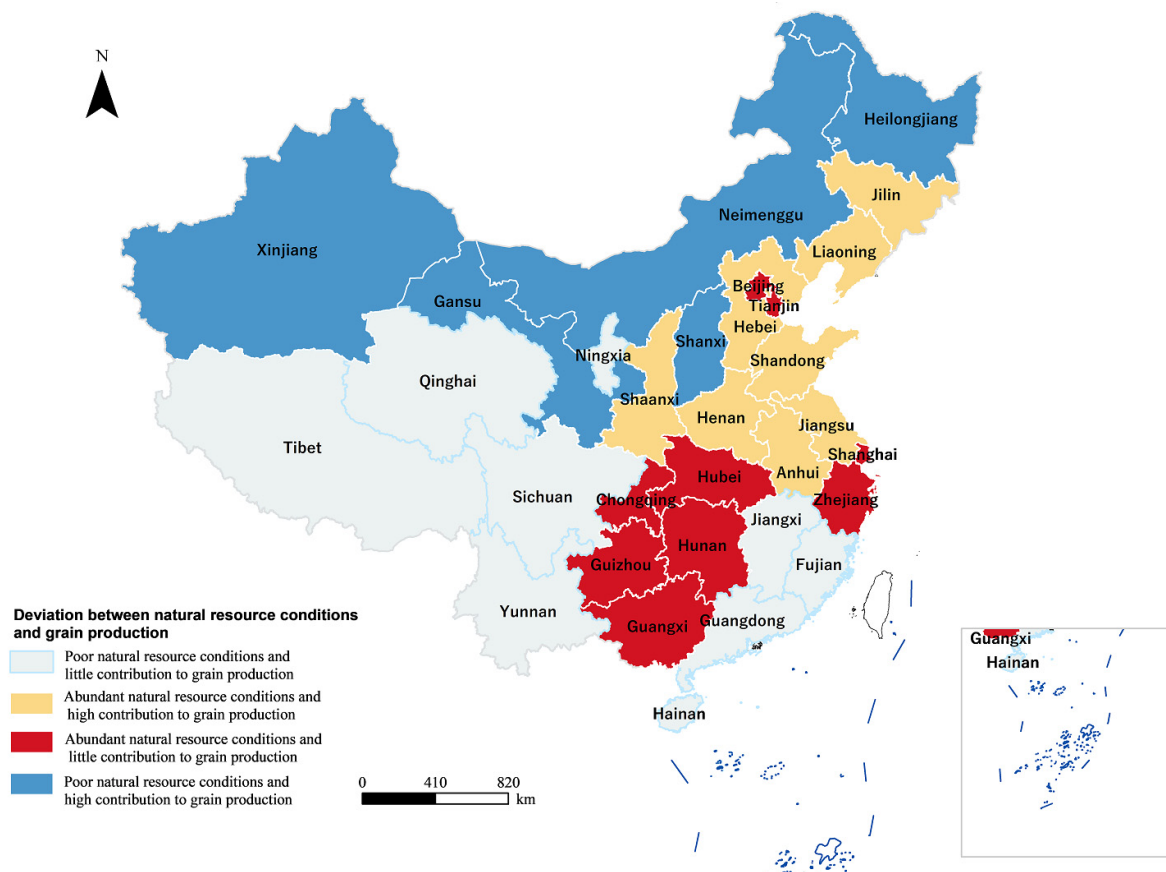 N
Heilongjiang
Jilin
Neimenggu
Liaoning
Xinjiang
Beijing
Tianjin
Gansu
Hebei
Shanxi
Ningxia
Shandong
Qinghai
Shaanxi
Henan
Jiangsu
Tibet
Shanghai
Anhui
Hubei
Sichuan
Chongqing
Zhejiang
Jiangxi
Hunan
Guizhou
Fujian
Yunnan
Guangxi
Guangdong
Hainan
Deviation between natural resource conditions
and grain production
Poor natural resource conditions and
little contribution to grain production
Abundant natural resource conditions and
high contribution to grain production
Abundant natural resource conditions and
little contribution to grain production
Poor natural resource conditions and
high contribution to grain production
0 410 820
km
Guangxi
Hainan